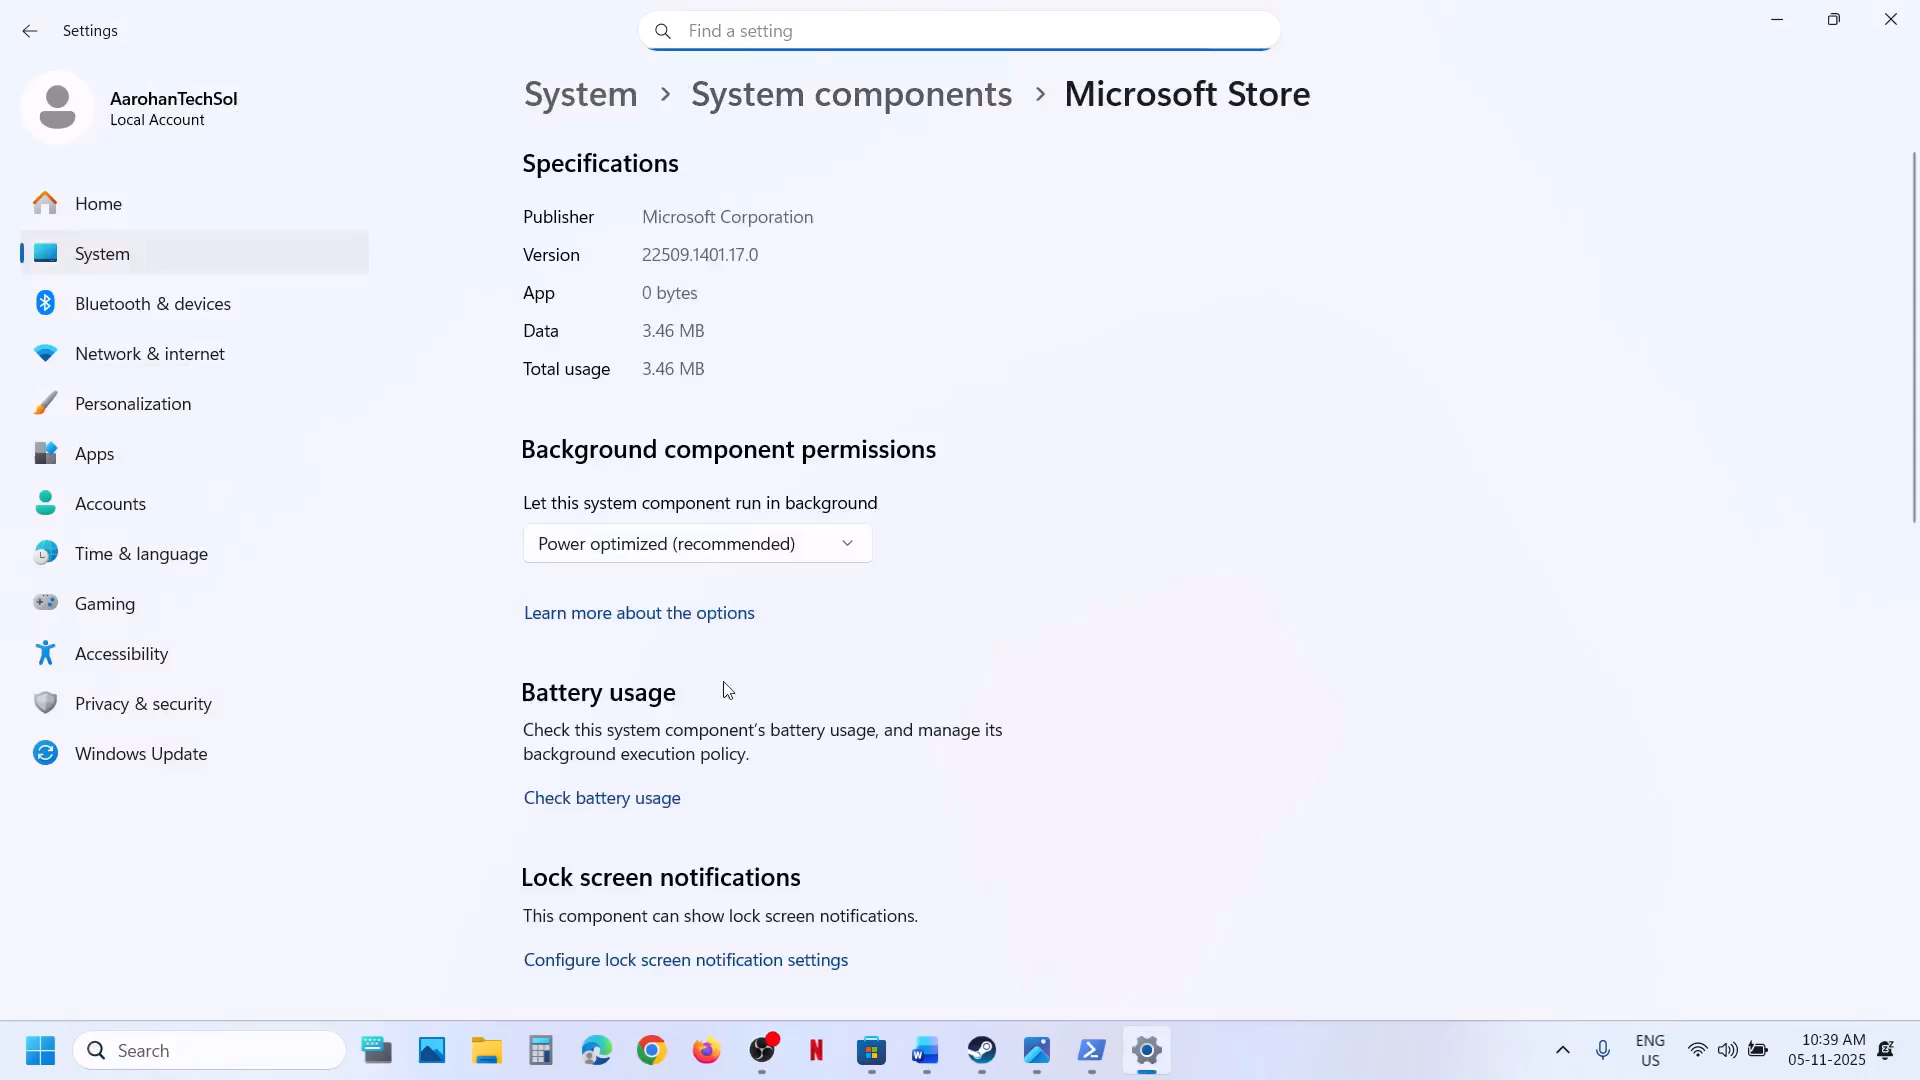 Settings
Find a setting
AarohanTechSol
Local Account
Home
System
Bluetooth & devices
Network & internet
Personalization
Apps
Accounts
Time & language
Gaming
Accessibility
Privacy & security
Windows Update
System > System components > Microsoft Store
Specifications
Publisher Microsoft Corporation
Version 22509.1401.17.0
App 0 bytes
Data 3.46 MB
Total usage 3.46 MB
Background component permissions
Let this system component run in background
Power optimized (recommended)
Learn more about the options
Battery usage
Check this system component's battery usage, and manage its
background execution policy.
Check battery usage
Lock screen notifications
This component can show lock screen notifications.
Configure lock screen notification settings
Search
ENG
US
10:39 AM
05-11-2025